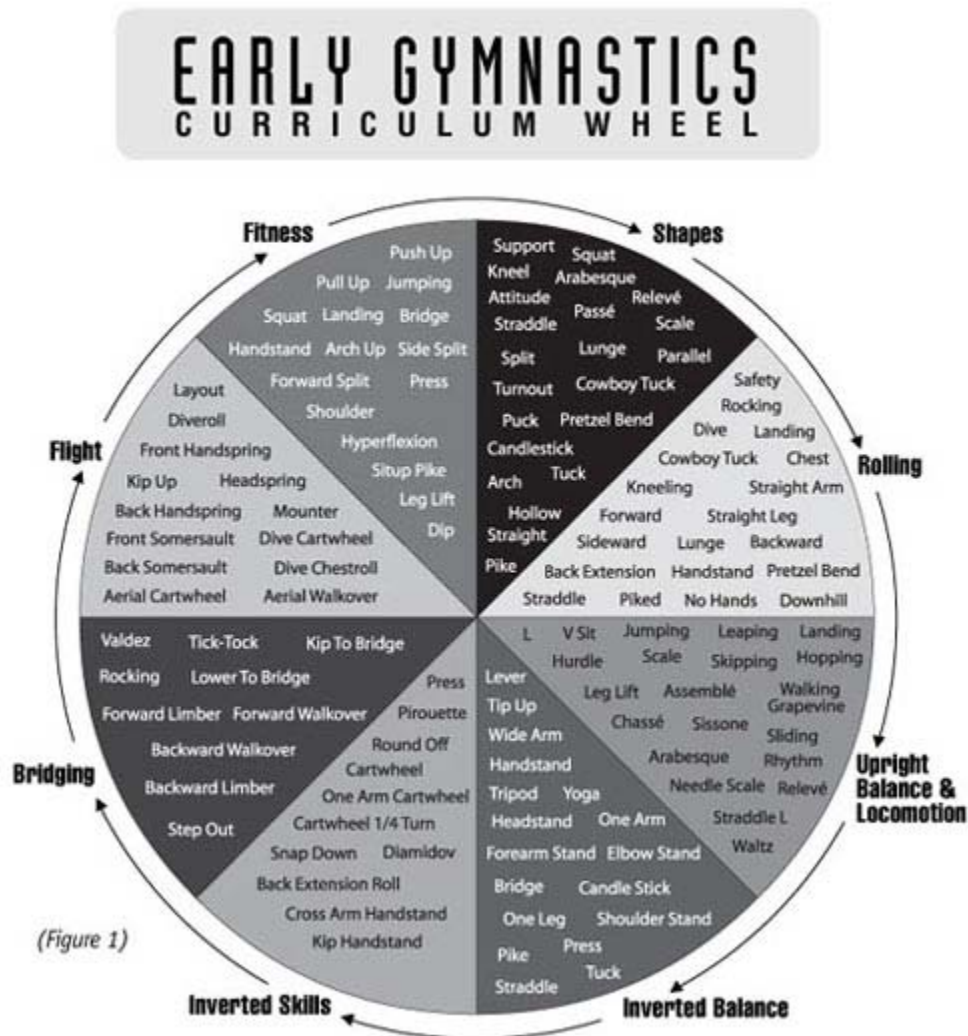 EARLY GYMNASTICS
CURRICULUM WHEEL
Fitness
Push Up
Pull Up Jumping
Squat Landing Bridge
Handstand Arch Up Side Split
Forward Split Press
Shoulder
Hyperflexion
Situp Pike
Leg Lift
Dip
Shapes
Support Squat
Kneel Arabesque
Attitude Relevé
Straddle Passé Scale
Split Lunge Parallel
Turnout Cowboy Tuck
Puck Pretzel Bend
Candlestick
Arch Tuck
Hollow
Straight
Pike
Rolling
Safety
Rocking
Dive Landing
Cowboy Tuck Chest
Kneeling Straight Arm
Forward Straight Leg
Sideward Lunge Backward
Back Extension Handstand Pretzel Bend
Straddle Piked No Hands Downhill
Upright
Balance &
Locomotion
L V Sit Jumping Leaping Landing
Hurdle Scale Skipping Hopping
Leg Lift Assemblé Walking
Grapevine
Chassé Sissone Sliding
Arabesque Rhythm
Needle Scale Relevé
Straddle L
Waltz
Inverted Balance
Lever
Tip Up
Wide Arm
Handstand
Tripod Yoga
Headstand One Arm
Forearm Stand Elbow Stand
Bridge Candle Stick
One Leg Shoulder Stand
Pike Press
Straddle Tuck
Inverted Skills
Press
Pirouette
Round Off
Cartwheel
One Arm Cartwheel
Cartwheel 1/4 Turn
Snap Down Diamidov
Back Extension Roll
Cross Arm Handstand
Kip Handstand
Bridging
Valdez Tick-Tock Kip To Bridge
Rocking Lower To Bridge
Forward Limber Forward Walkover
Backward Walkover
Backward Limber
Step Out
Flight
Layout
Diveroll
Front Handspring
Kip Up Headspring
Back Handspring Mounter
Front Somersault Dive Cartwheel
Back Somersault Dive Chestroll
Aerial Cartwheel Aerial Walkover
(Figure 1)